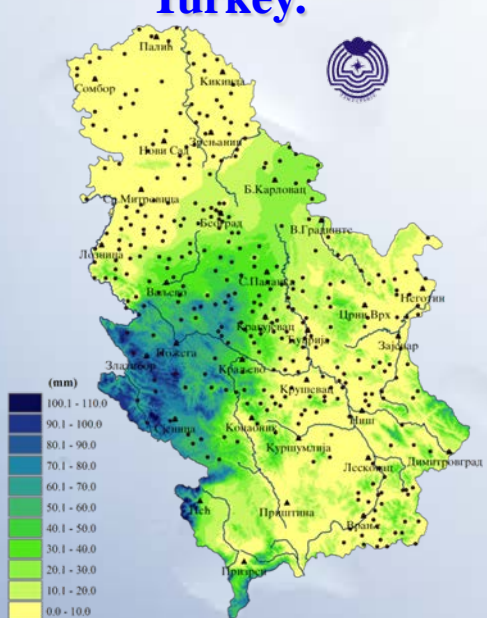 Turkey.
Палић
Кикинда
Сомбор
Зрењанин
Нови Сад
Б.Карловац
Ср.Митровица
Београд
В.Градиште
Лозница
С.Паланка
Ваљево
Неготин
Црни Врх
Крагујевац
Ћуприја
Зајечар
Пожега
Златибор
Краљево
Крушевац
Ниш
Сјеница
Копаоник
Куршумлија
Лесковац
Димитровград
Пећ
Приштина
Врање
Призрен
(mm)
100.1 - 110.0
90.1 - 100.0
80.1 - 90.0
70.1 - 80.0
60.1 - 70.0
50.1 - 60.0
40.1 - 50.0
30.1 - 40.0
20.1 - 30.0
10.1 - 20.0
0.0 - 10.0